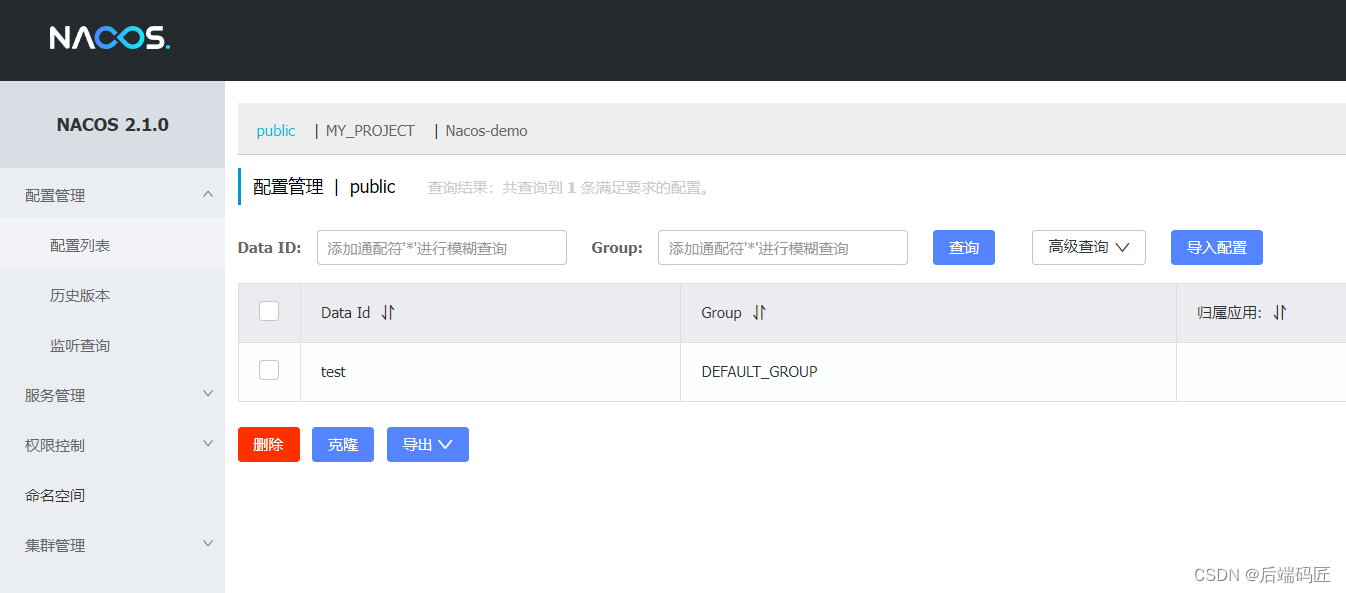 NACOS.
NACOS 2.1.0
配置管理
配置列表
历史版本
监听查询
服务管理
权限控制
命名空间
集群管理
public | MY_PROJECT | Nacos-demo
配置管理 | public 查询结果：共查询到 1 条满足要求的配置。
Data ID: 添加通配符'*'进行模糊查询 Group: 添加通配符'*'进行模糊查询 查询 高级查询 导入配置
Data Id Group 归属应用:
test DEFAULT_GROUP
删除 克隆 导出
CSDN @后端码匠